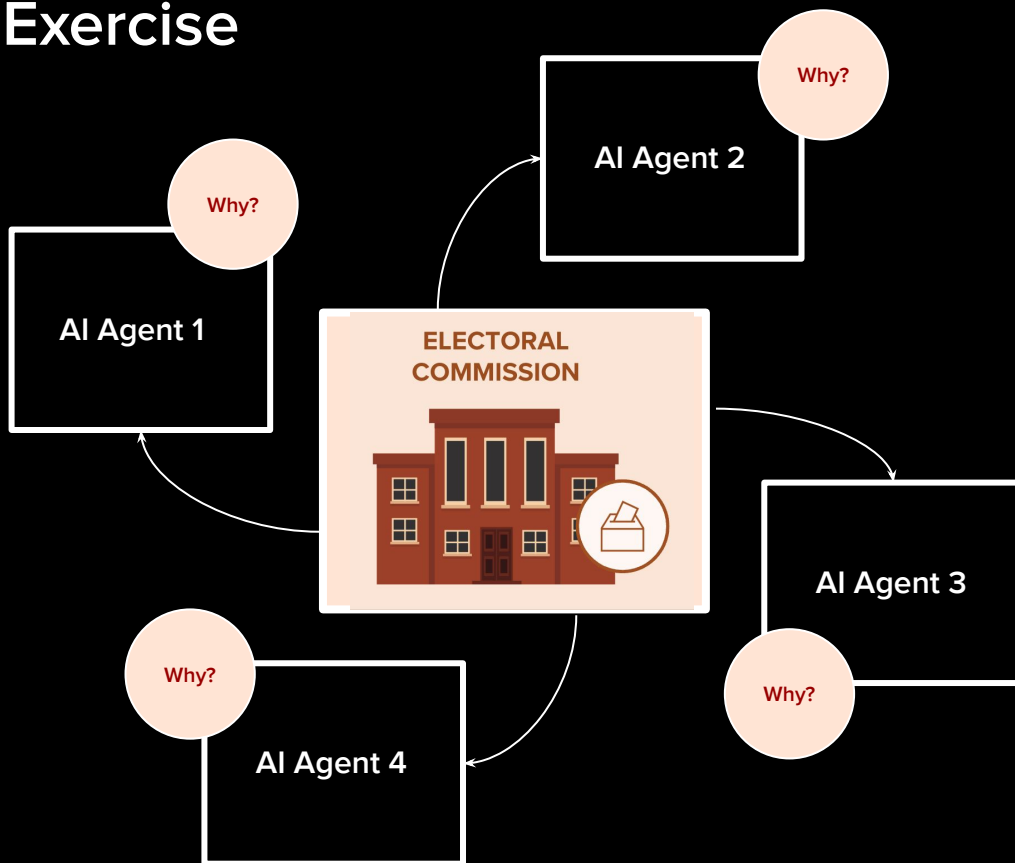 Exercise
Why?
AI Agent 2
Why?
AI Agent 1
ELECTORAL
COMMISSION
AI Agent 3
Why?
Why?
AI Agent 4